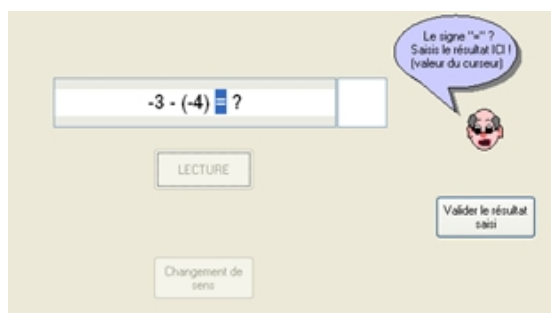 Le signe "=" ?
Saisis le résultat ICI !
(valeur du curseur)
-3 - (-4) = ?
LECTURE
Valider le résultat
saisi
Changement de
sens